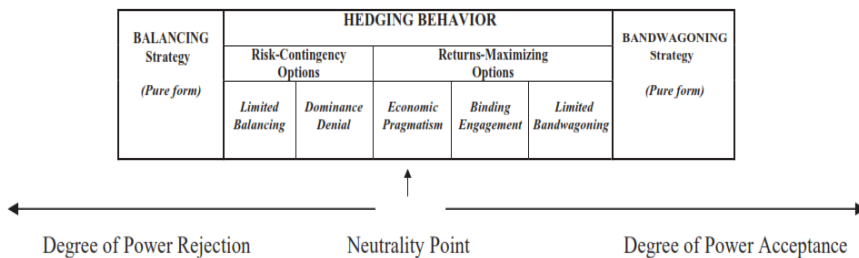 HEDGING BEHAVIOR
BALANCING
Strategy
(Pure form)
Risk-Contingency
Options
Returns-Maximizing
Options
BANDWAGONING
Strategy
(Pure form)
Limited
Balancing
Dominance
Denial
Economic
Pragmatism
Binding
Engagement
Limited
Bandwagoning
Degree of Power Rejection
Neutrality Point
Degree of Power Acceptance